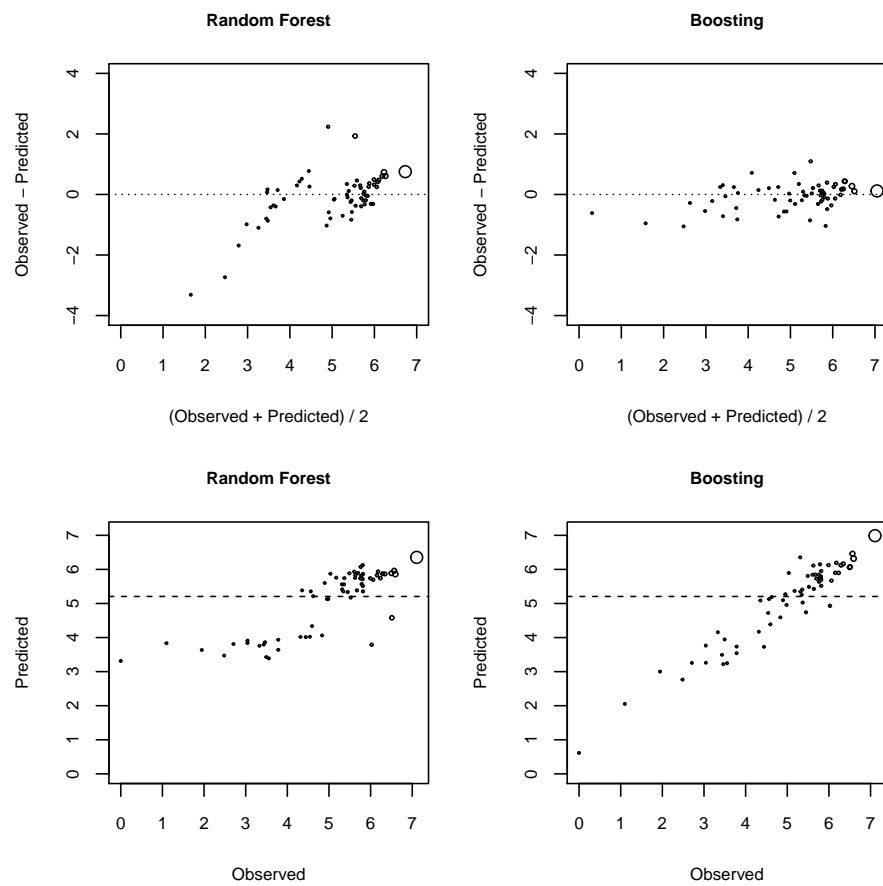 Random Forest
Observed − Predicted
4
2
0
−2
−4
0 1 2 3 4 5 6 7
(Observed + Predicted) / 2
Boosting
Observed − Predicted
4
2
0
−2
−4
0 1 2 3 4 5 6 7
(Observed + Predicted) / 2
Random Forest
Predicted
7
6
5
4
3
2
1
0
0 1 2 3 4 5 6 7
Observed
Boosting
Predicted
7
6
5
4
3
2
1
0
0 1 2 3 4 5 6 7
Observed